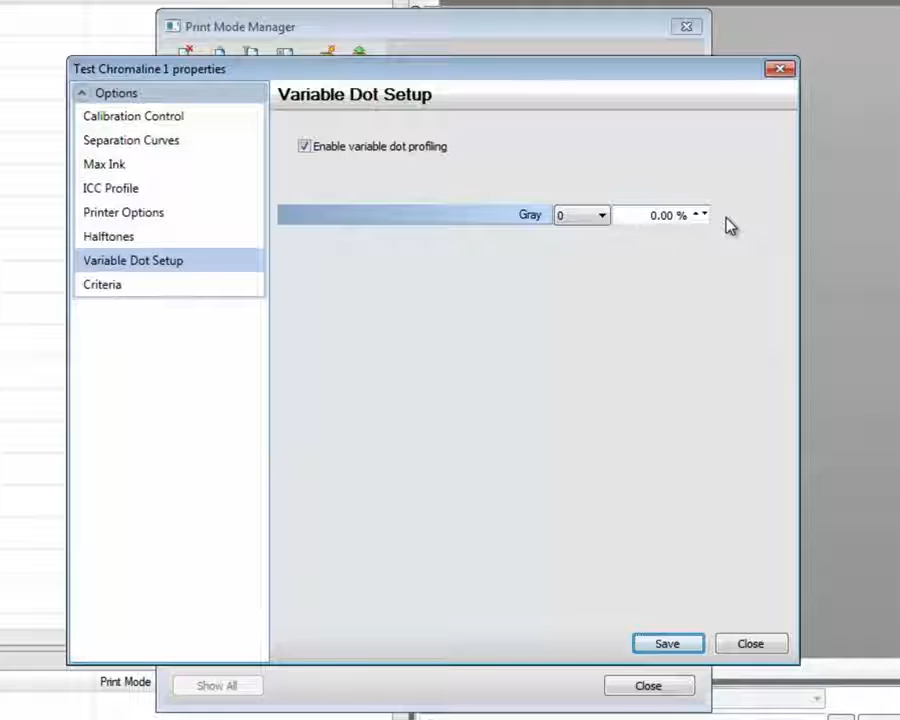 Print Mode Manager
Test Chromaline 1 properties
Options
Calibration Control
Separation Curves
Max Ink
ICC Profile
Printer Options
Halftones
Variable Dot Setup
Criteria
Variable Dot Setup
Enable variable dot profiling
Gray 0 0.00 %
Save Close
Print Mode
Show All Close